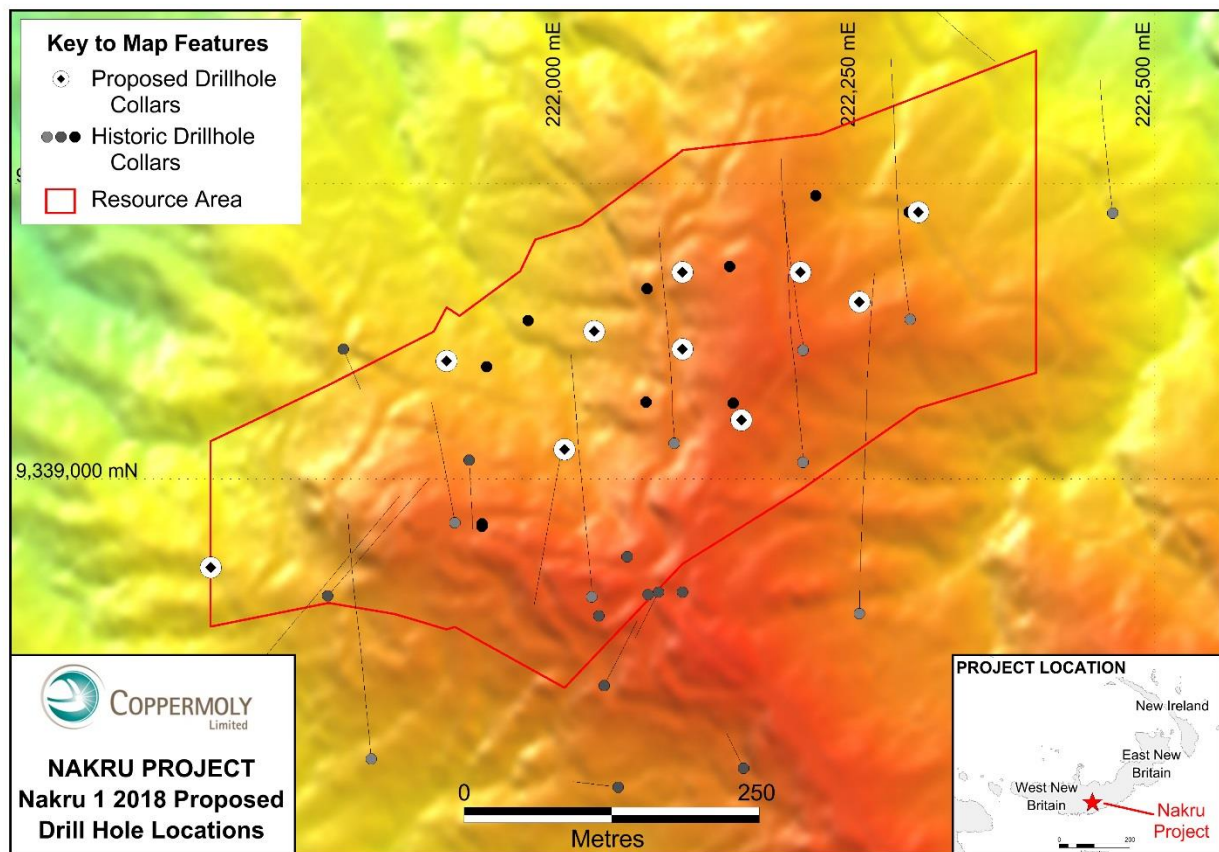 Key to Map Features
Proposed Drillhole
Collars
Historic Drillhole
Collars
Resource Area
222,000 mE
222,250 mE
222,500 mE
9,339,000 mN
COPPERMOLY
Limited
NAKRU PROJECT
Nakru 1 2018 Proposed
Drill Hole Locations
0 250
Metres
PROJECT LOCATION
New Ireland
East New
Britain
West New
Britain
Nakru
Project
0 200